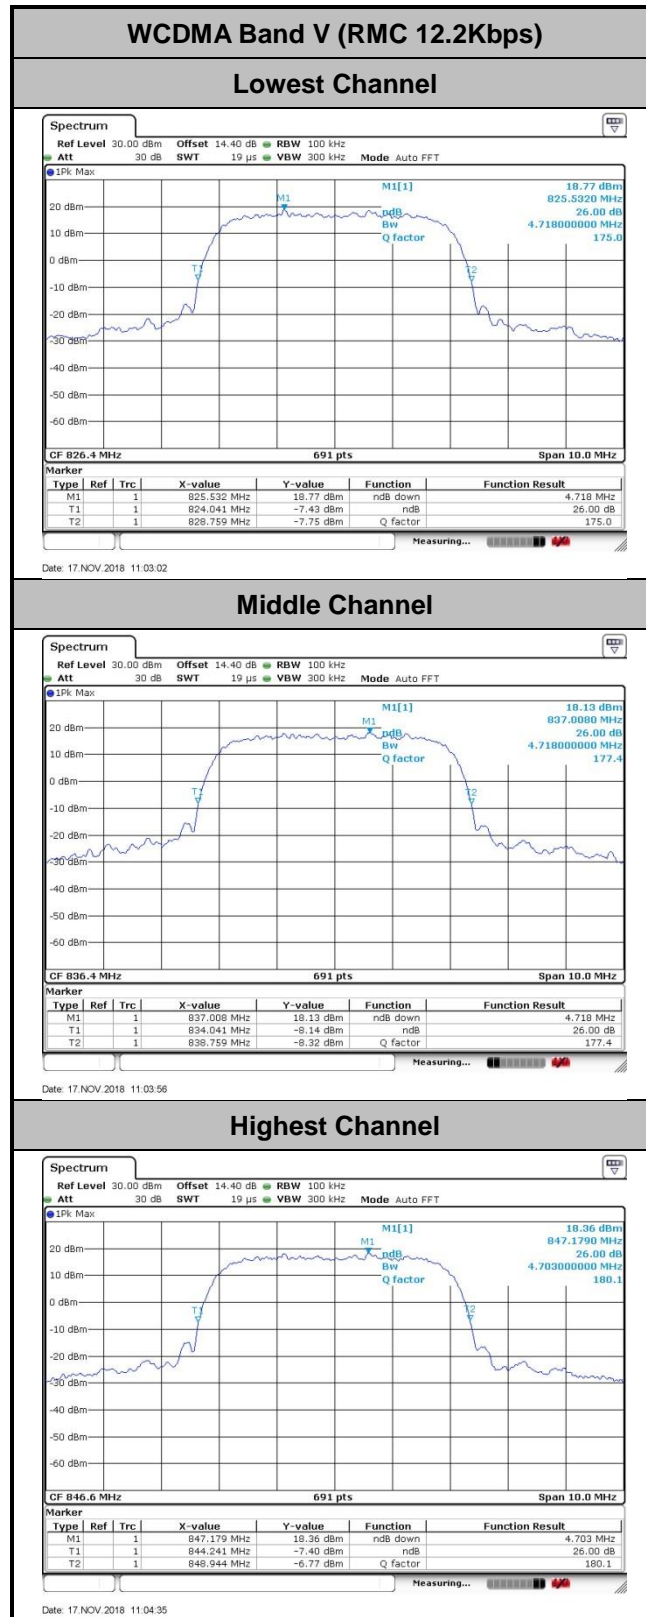 WCDMA Band V (RMC 12.2Kbps)
Lowest Channel
Spectrum
Ref Level 30.00 dBm Offset 14.40 dB RBW 100 kHz
Att 30 dB SWT 19 µs VBW 300 kHz Mode Auto FFT
1Pk Max
M1[1] 18.77 dBm
825.5320 MHz
ndB 26.00 dB
Bw 4.718000000 MHz
Q factor 175.0
M1
T1
T2
20 dBm
10 dBm
0 dBm
-10 dBm
-20 dBm
-30 dBm
-40 dBm
-50 dBm
-60 dBm
CF 826.4 MHz 691 pts Span 10.0 MHz
Marker
Type Ref Trc X-value Y-value Function Function Result
M1 1 825.532 MHz 18.77 dBm ndB down 4.718 MHz
T1 1 824.041 MHz -7.43 dBm ndB 26.00 dB
T2 1 828.759 MHz -7.75 dBm Q factor 175.0
Measuring...
Date: 17.NOV.2018 11:03:02
Middle Channel
Spectrum
Ref Level 30.00 dBm Offset 14.40 dB RBW 100 kHz
Att 30 dB SWT 19 µs VBW 300 kHz Mode Auto FFT
1Pk Max
M1[1] 18.13 dBm
837.0080 MHz
ndB 26.00 dB
Bw 4.718000000 MHz
Q factor 177.4
M1
T1
T2
20 dBm
10 dBm
0 dBm
-10 dBm
-20 dBm
-30 dBm
-40 dBm
-50 dBm
-60 dBm
CF 836.4 MHz 691 pts Span 10.0 MHz
Marker
Type Ref Trc X-value Y-value Function Function Result
M1 1 837.008 MHz 18.13 dBm ndB down 4.718 MHz
T1 1 834.041 MHz -8.14 dBm ndB 26.00 dB
T2 1 838.759 MHz -8.32 dBm Q factor 177.4
Measuring...
Date: 17.NOV.2018 11:03:56
Highest Channel
Spectrum
Ref Level 30.00 dBm Offset 14.40 dB RBW 100 kHz
Att 30 dB SWT 19 µs VBW 300 kHz Mode Auto FFT
1Pk Max
M1[1] 18.36 dBm
847.1790 MHz
ndB 26.00 dB
Bw 4.703000000 MHz
Q factor 180.1
M1
T1
T2
20 dBm
10 dBm
0 dBm
-10 dBm
-20 dBm
-30 dBm
-40 dBm
-50 dBm
-60 dBm
CF 846.6 MHz 691 pts Span 10.0 MHz
Marker
Type Ref Trc X-value Y-value Function Function Result
M1 1 847.179 MHz 18.36 dBm ndB down 4.703 MHz
T1 1 844.241 MHz -7.40 dBm ndB 26.00 dB
T2 1 848.944 MHz -6.77 dBm Q factor 180.1
Measuring...
Date: 17.NOV.2018 11:04:35